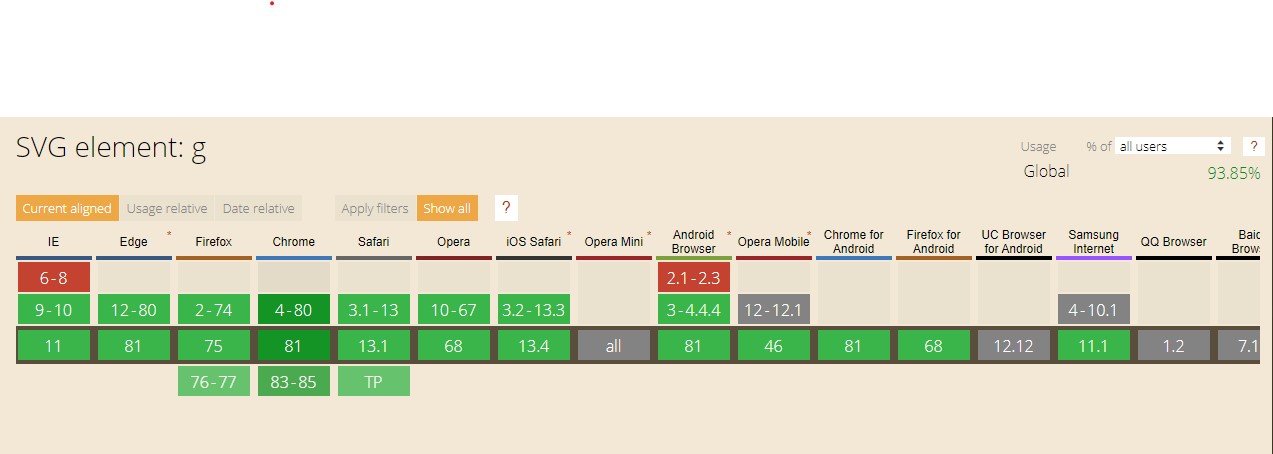 SVG element: g
Usage % of all users ?
Global 93.85%
Current aligned Usage relative Date relative Apply filters Show all ?
IE Edge * Firefox Chrome Safari Opera iOS Safari * Opera Mini * Android Browser * Opera Mobile * Chrome for Android Firefox for Android UC Browser for Android Samsung Internet QQ Browser
6-8 2.1-2.3
9-10 12-80 2-74 4-80 3.1-13 10-67 3.2-13.3 3-4.4.4 12-12.1 4-10.1
11 81 75 81 13.1 68 13.4 all 81 46 81 68 12.12 11.1 1.2 7.1
76-77 83-85 TP